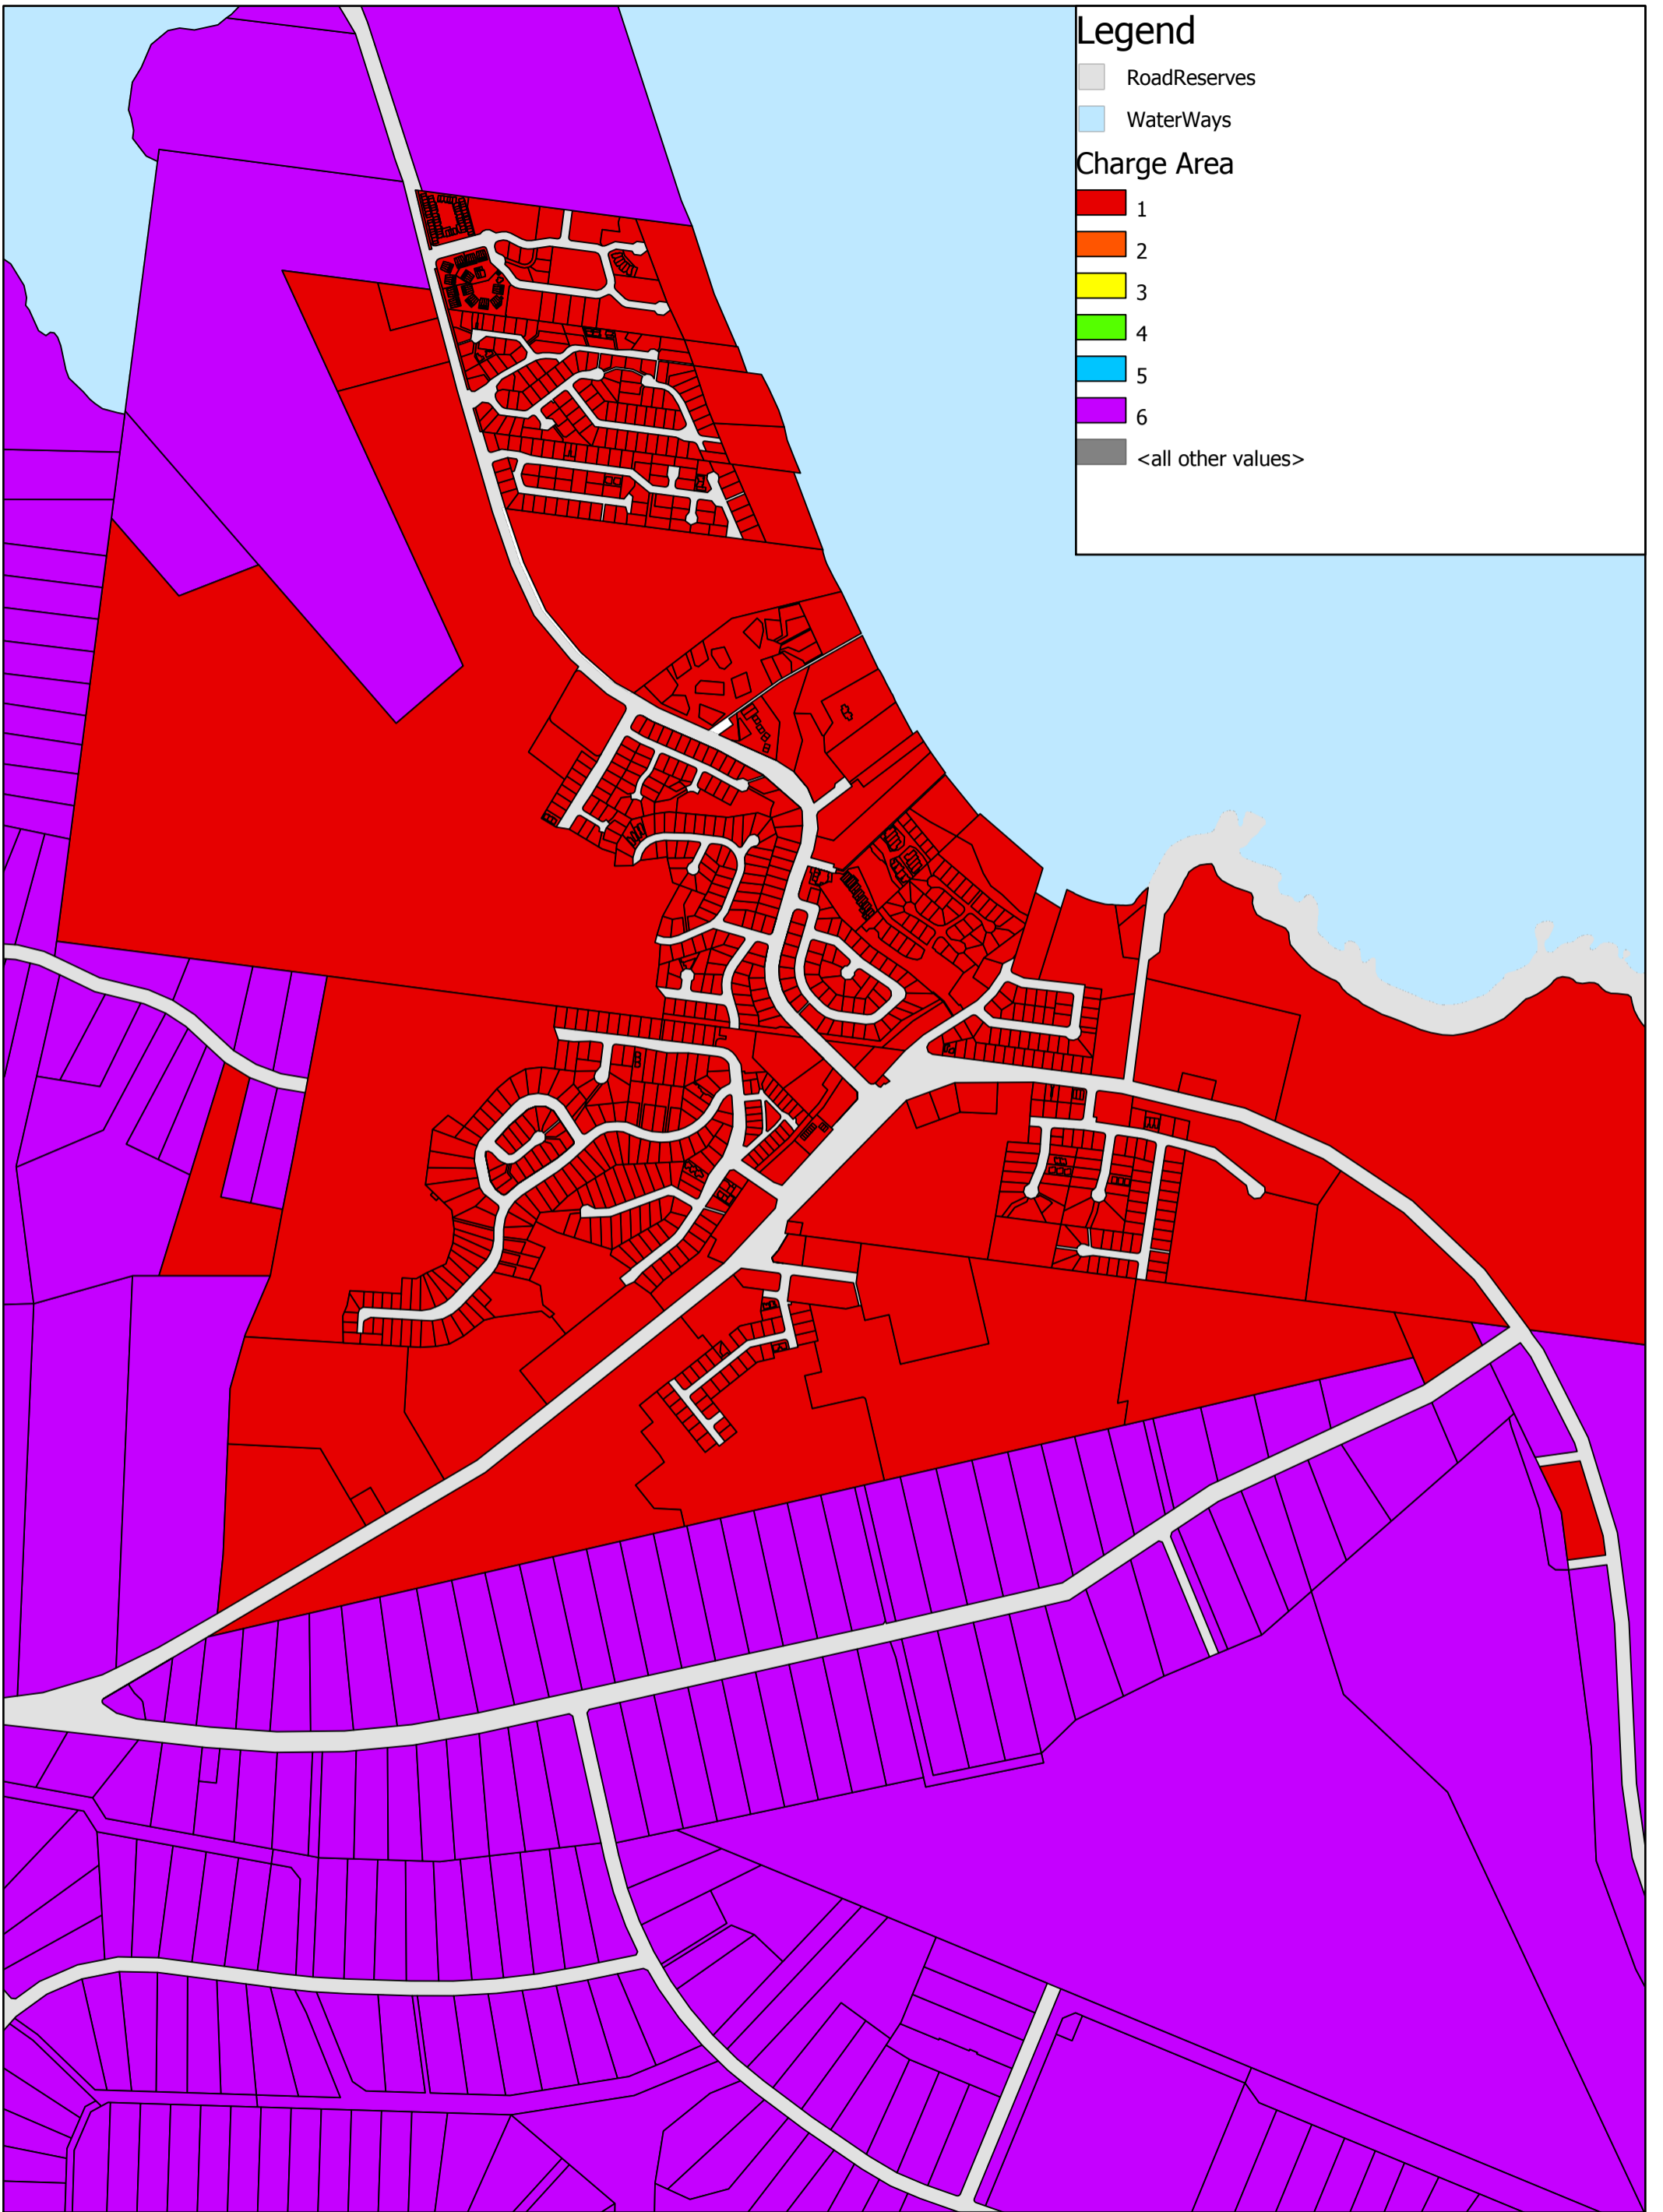 Legend
RoadReserves
WaterWays
Charge Area
1
2
3
4
5
6
<all other values>